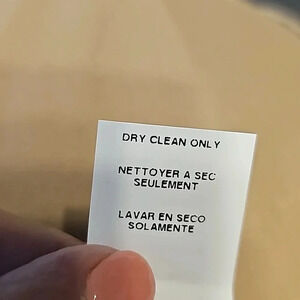 DRY CLEAN ONLY
NETTOYER A SEC
SEULEMENT
LAVAR EN SECO
SOLAMENTE